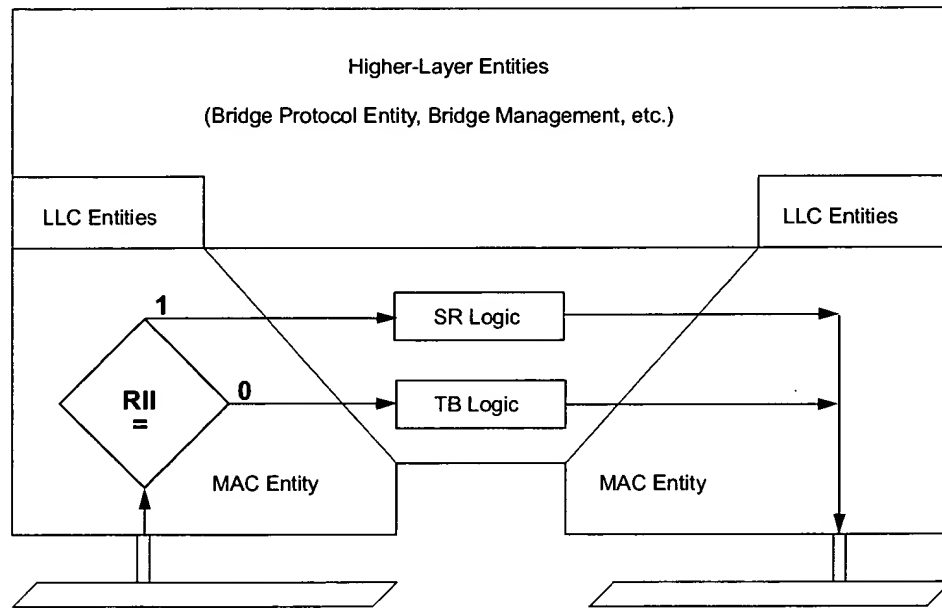 Higher-Layer Entities
(Bridge Protocol Entity, Bridge Management, etc.)
LLC Entities
LLC Entities
1
SR Logic
0
RII
=
TB Logic
MAC Entity
MAC Entity